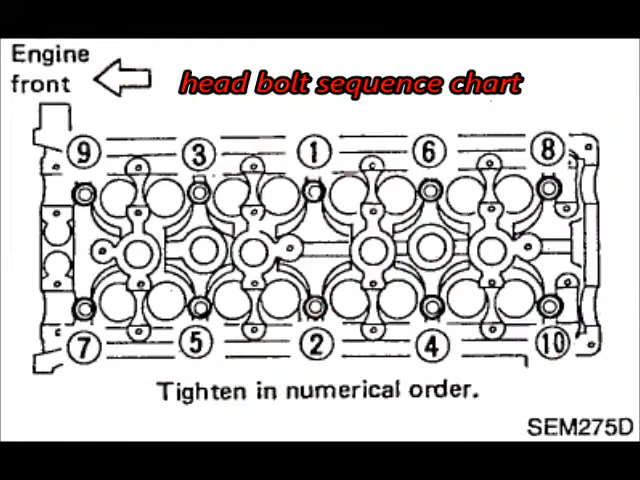 Engine
front
head bolt sequence chart
9 3 1 6 8
7 5 2 4 10
Tighten in numerical order.
SEM275D